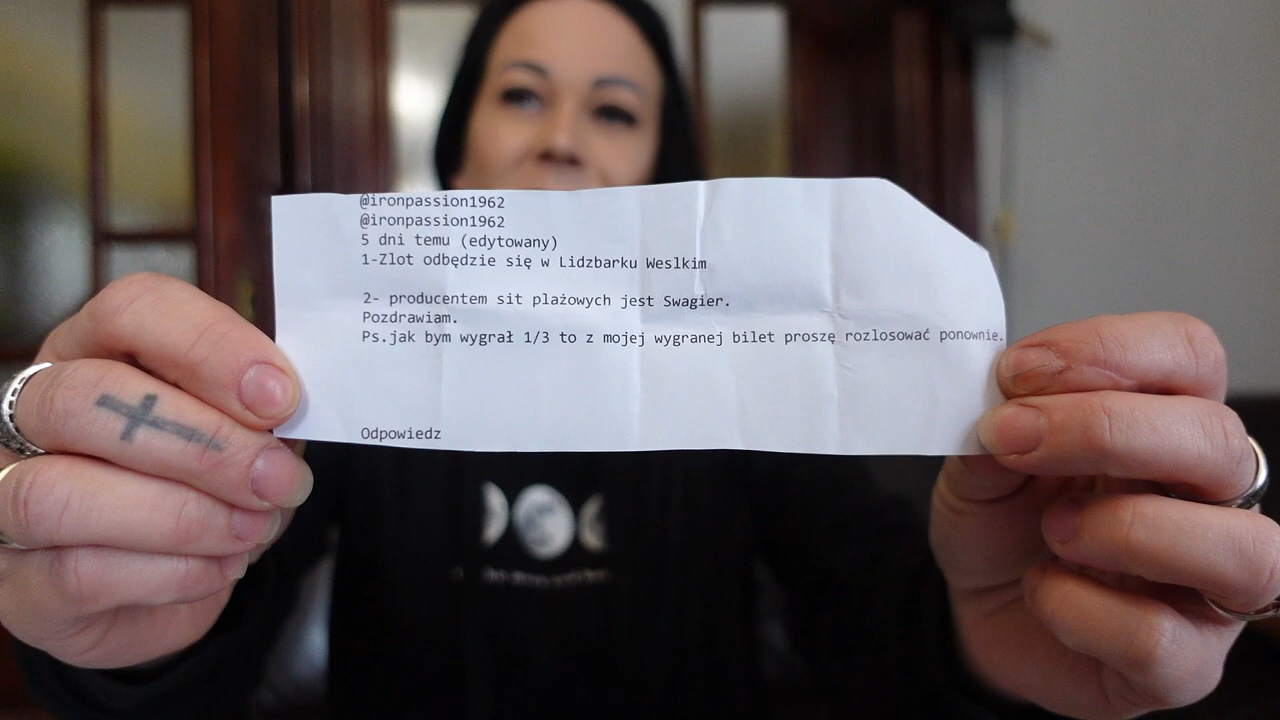 @ironpassion1962
@ironpassion1962
5 dni temu (edytowany)
1-Zlot odbędzie się w Lidzbarku Weslkim
2- producentem sit plażowych jest Swagier.
Pozdrawiam.
Ps.jak bym wygrał 1/3 to z mojej wygranej bilet proszę rozlosować ponownie.
Odpowiedz